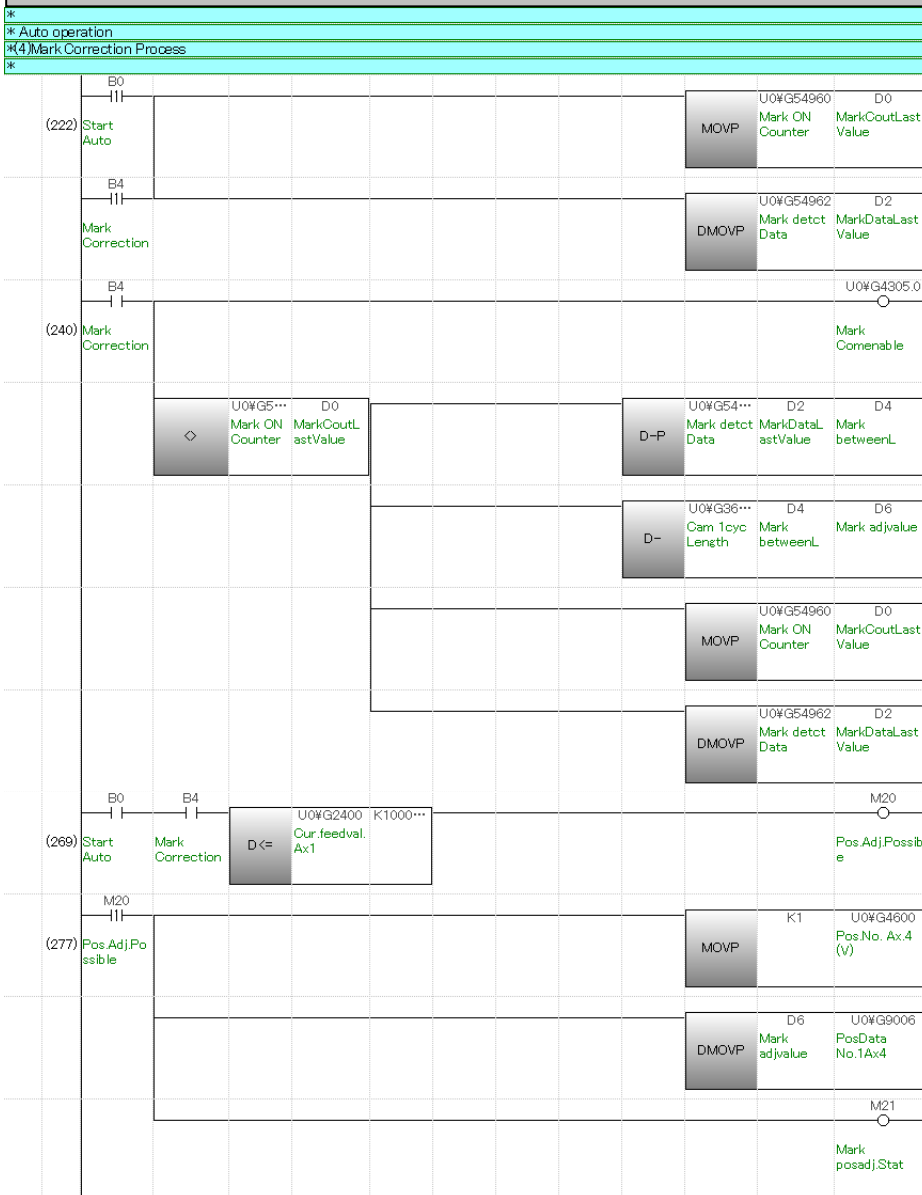 *
* Auto operation
*(4)Mark Correction Process
*
B0
U0¥G54960 D0
(222) Start Auto
MOVP
Mark ON Counter
MarkCoutLast Value
B4
U0¥G54962 D2
Mark Correction
DMOVP
Mark detct Data
MarkDataLast Value
B4
U0¥G4305.0
(240) Mark Correction
Mark Comenable
<>
U0¥G5… D0
Mark ON Counter
MarkCoutL astValue
D-P
U0¥G54… D2 D4
Mark detct Data
MarkDataL astValue
Mark betweenL
D-
U0¥G36… D4 D6
Cam 1cyc Length
Mark betweenL
Mark adjvalue
MOVP
U0¥G54960 D0
Mark ON Counter
MarkCoutLast Value
DMOVP
U0¥G54962 D2
Mark detct Data
MarkDataLast Value
B0 B4
U0¥G2400 K1000…
M20
(269) Start Auto
Mark Correction
D<=
Cur.feedval. Ax1
Pos.Adj.Possib e
M20
K1 U0¥G4600
(277) Pos.Adj.Po ssible
MOVP
Pos.No. Ax.4 (V)
D6 U0¥G9006
DMOVP
Mark adjvalue
PosData No.1Ax4
M21
Mark posadj.Stat